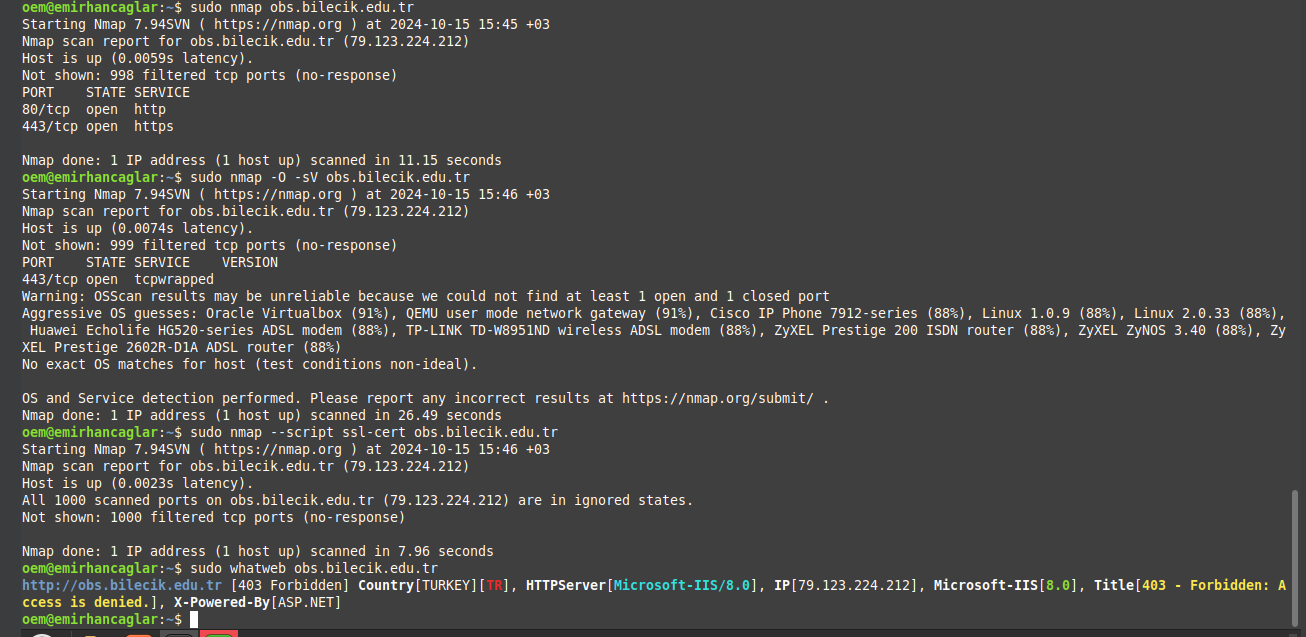 oem@emirhancaglar:~$ sudo nmap obs.bilecik.edu.tr
Starting Nmap 7.94SVN ( https://nmap.org ) at 2024-10-15 15:45 +03
Nmap scan report for obs.bilecik.edu.tr (79.123.224.212)
Host is up (0.0059s latency).
Not shown: 998 filtered tcp ports (no-response)
PORT    STATE SERVICE
80/tcp  open  http
443/tcp open  https
Nmap done: 1 IP address (1 host up) scanned in 11.15 seconds
oem@emirhancaglar:~$ sudo nmap -O -sV obs.bilecik.edu.tr
Starting Nmap 7.94SVN ( https://nmap.org ) at 2024-10-15 15:46 +03
Nmap scan report for obs.bilecik.edu.tr (79.123.224.212)
Host is up (0.0074s latency).
Not shown: 999 filtered tcp ports (no-response)
PORT    STATE SERVICE    VERSION
443/tcp open  tcpwrapped
Warning: OSScan results may be unreliable because we could not find at least 1 open and 1 closed port
Aggressive OS guesses: Oracle Virtualbox (91%), QEMU user mode network gateway (91%), Cisco IP Phone 7912-series (88%), Linux 1.0.9 (88%), Linux 2.0.33 (88%),
 Huawei Echolife HG520-series ADSL modem (88%), TP-LINK TD-W8951ND wireless ADSL modem (88%), ZyXEL Prestige 200 ISDN router (88%), ZyXEL ZyNOS 3.40 (88%), Zy
XEL Prestige 2602R-D1A ADSL router (88%)
No exact OS matches for host (test conditions non-ideal).
OS and Service detection performed. Please report any incorrect results at https://nmap.org/submit/ .
Nmap done: 1 IP address (1 host up) scanned in 26.49 seconds
oem@emirhancaglar:~$ sudo nmap --script ssl-cert obs.bilecik.edu.tr
Starting Nmap 7.94SVN ( https://nmap.org ) at 2024-10-15 15:46 +03
Nmap scan report for obs.bilecik.edu.tr (79.123.224.212)
Host is up (0.0023s latency).
All 1000 scanned ports on obs.bilecik.edu.tr (79.123.224.212) are in ignored states.
Not shown: 1000 filtered tcp ports (no-response)
Nmap done: 1 IP address (1 host up) scanned in 7.96 seconds
oem@emirhancaglar:~$ sudo whatweb obs.bilecik.edu.tr
http://obs.bilecik.edu.tr [403 Forbidden] Country[TURKEY][TR], HTTPServer[Microsoft-IIS/8.0], IP[79.123.224.212], Microsoft-IIS[8.0], Title[403 - Forbidden: A
ccess is denied.], X-Powered-By[ASP.NET]
oem@emirhancaglar:~$